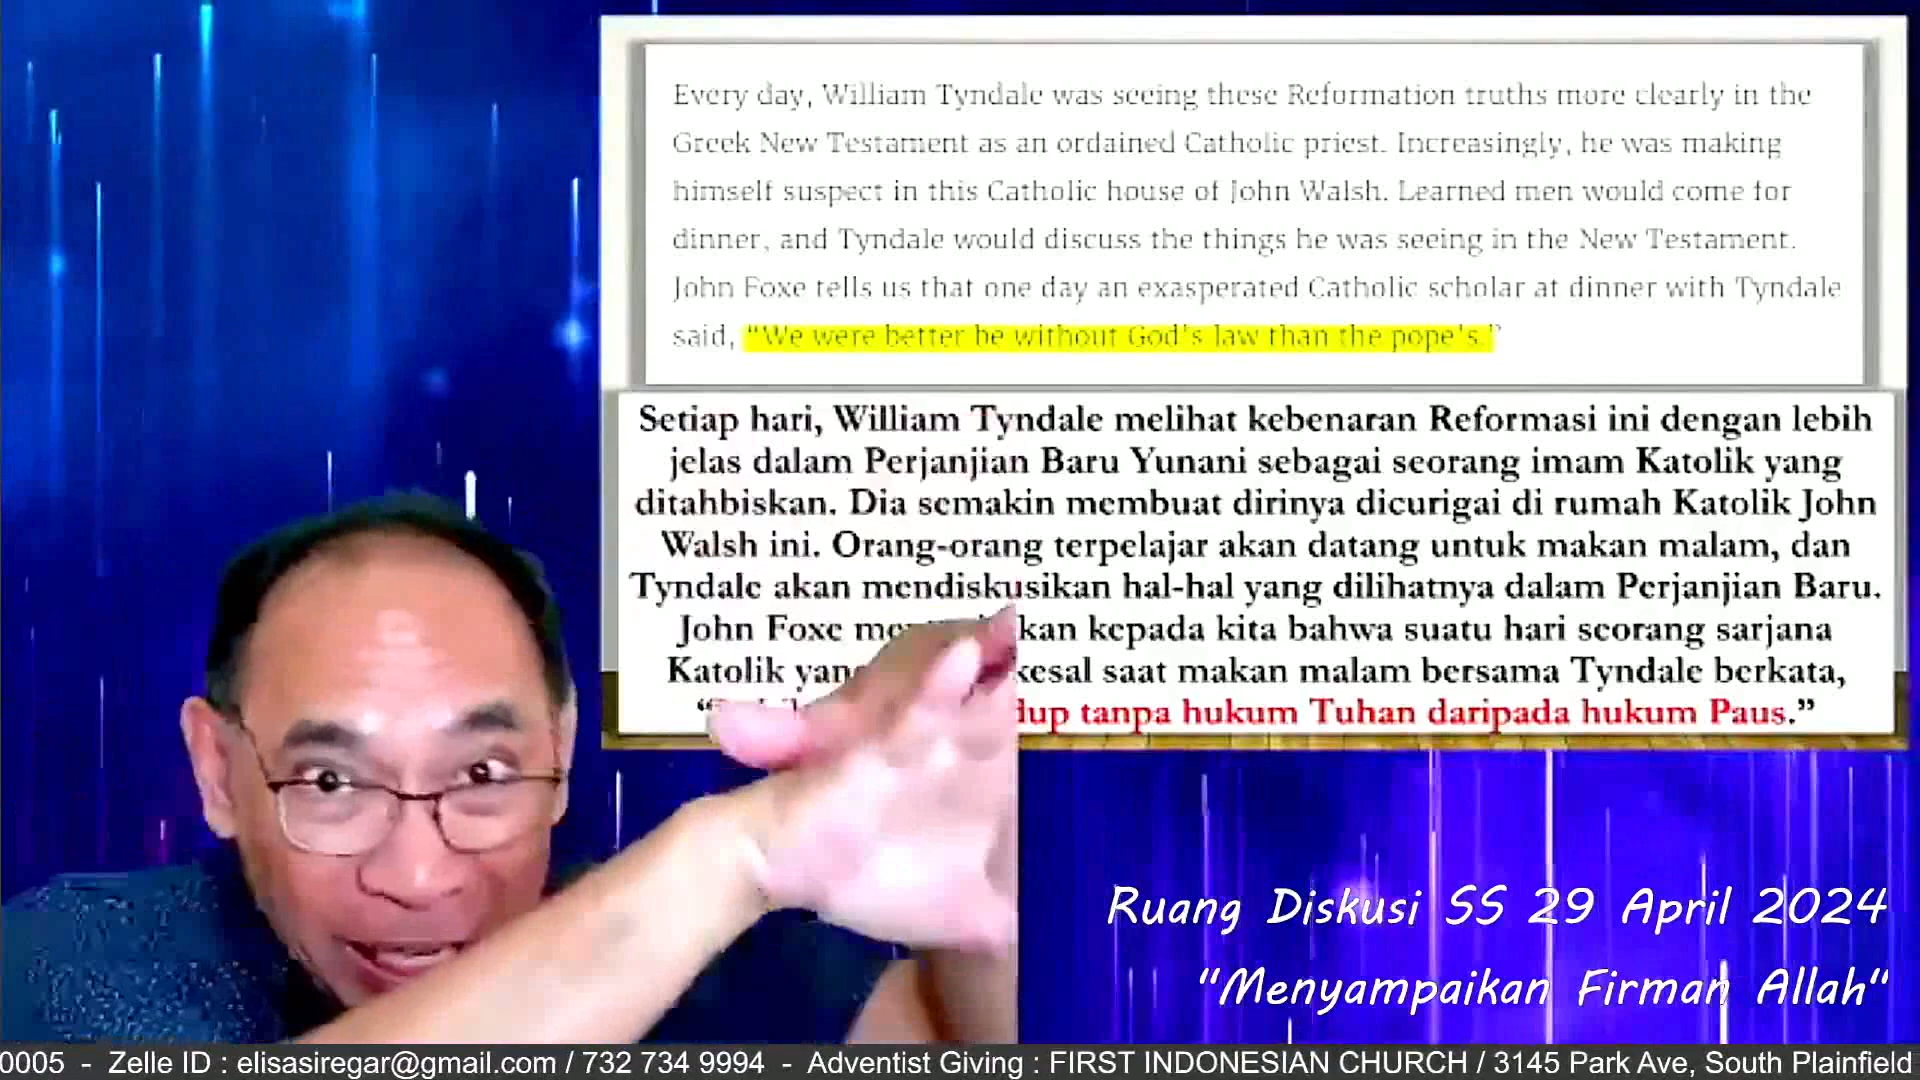 Every day, William Tyndale was seeing these Reformation truths more clearly in the
Greek New Testament as an ordained Catholic priest. Increasingly, he was making
himself suspect in this Catholic house of John Walsh. Learned men would come for
dinner, and Tyndale would discuss the things he was seeing in the New Testament.
John Foxe tells us that one day an exasperated Catholic scholar at dinner with Tyndale
said, “We were better be without God's law than the pope's.”
Setiap hari, William Tyndale melihat kebenaran Reformasi ini dengan lebih
jelas dalam Perjanjian Baru Yunani sebagai seorang imam Katolik yang
ditahbiskan. Dia semakin membuat dirinya dicurigai di rumah Katolik John
Walsh ini. Orang-orang terpelajar akan datang untuk makan malam, dan
Tyndale akan mendiskusikan hal-hal yang dilihatnya dalam Perjanjian Baru.
John Foxe kepada kita bahwa suatu hari seorang sarjana
Katolik kesal saat makan malam bersama Tyndale berkata,
tanpa hukum Tuhan daripada hukum Paus.”
Ruang Diskusi SS 29 April 2024
“Menyampaikan Firman Allah“
0005 - Zelle ID : elisasiregar@gmail.com / 732 734 9994 - Adventist Giving : FIRST INDONESIAN CHURCH / 3145 Park Ave, South Plainfield